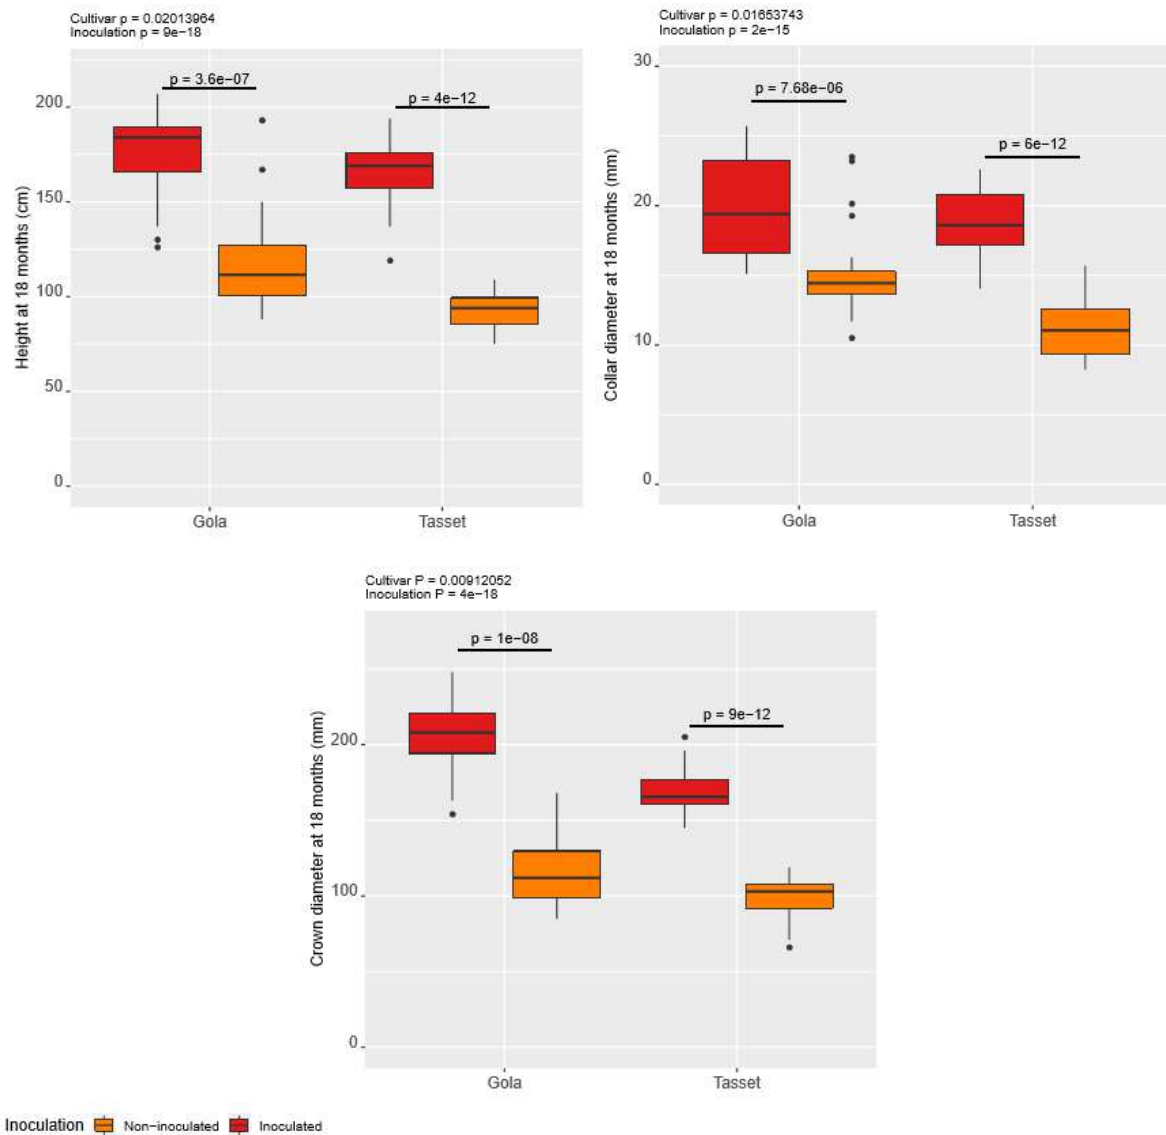 Cultivar p = 0.02013964
Inoculation p = 9e−18
p = 3.6e−07
p = 4e−12
200
150
100
50
0
Height at 18 months (cm)
Gola
Tasset
Cultivar p = 0.01653743
Inoculation p = 2e−15
p = 7.68e−06
p = 6e−12
30
20
10
0
Collar diameter at 18 months (mm)
Gola
Tasset
Cultivar P = 0.00912052
Inoculation P = 4e−18
p = 1e−08
p = 9e−12
200
100
0
Crown diameter at 18 months (mm)
Gola
Tasset
Inoculation Non−inoculated Inoculated